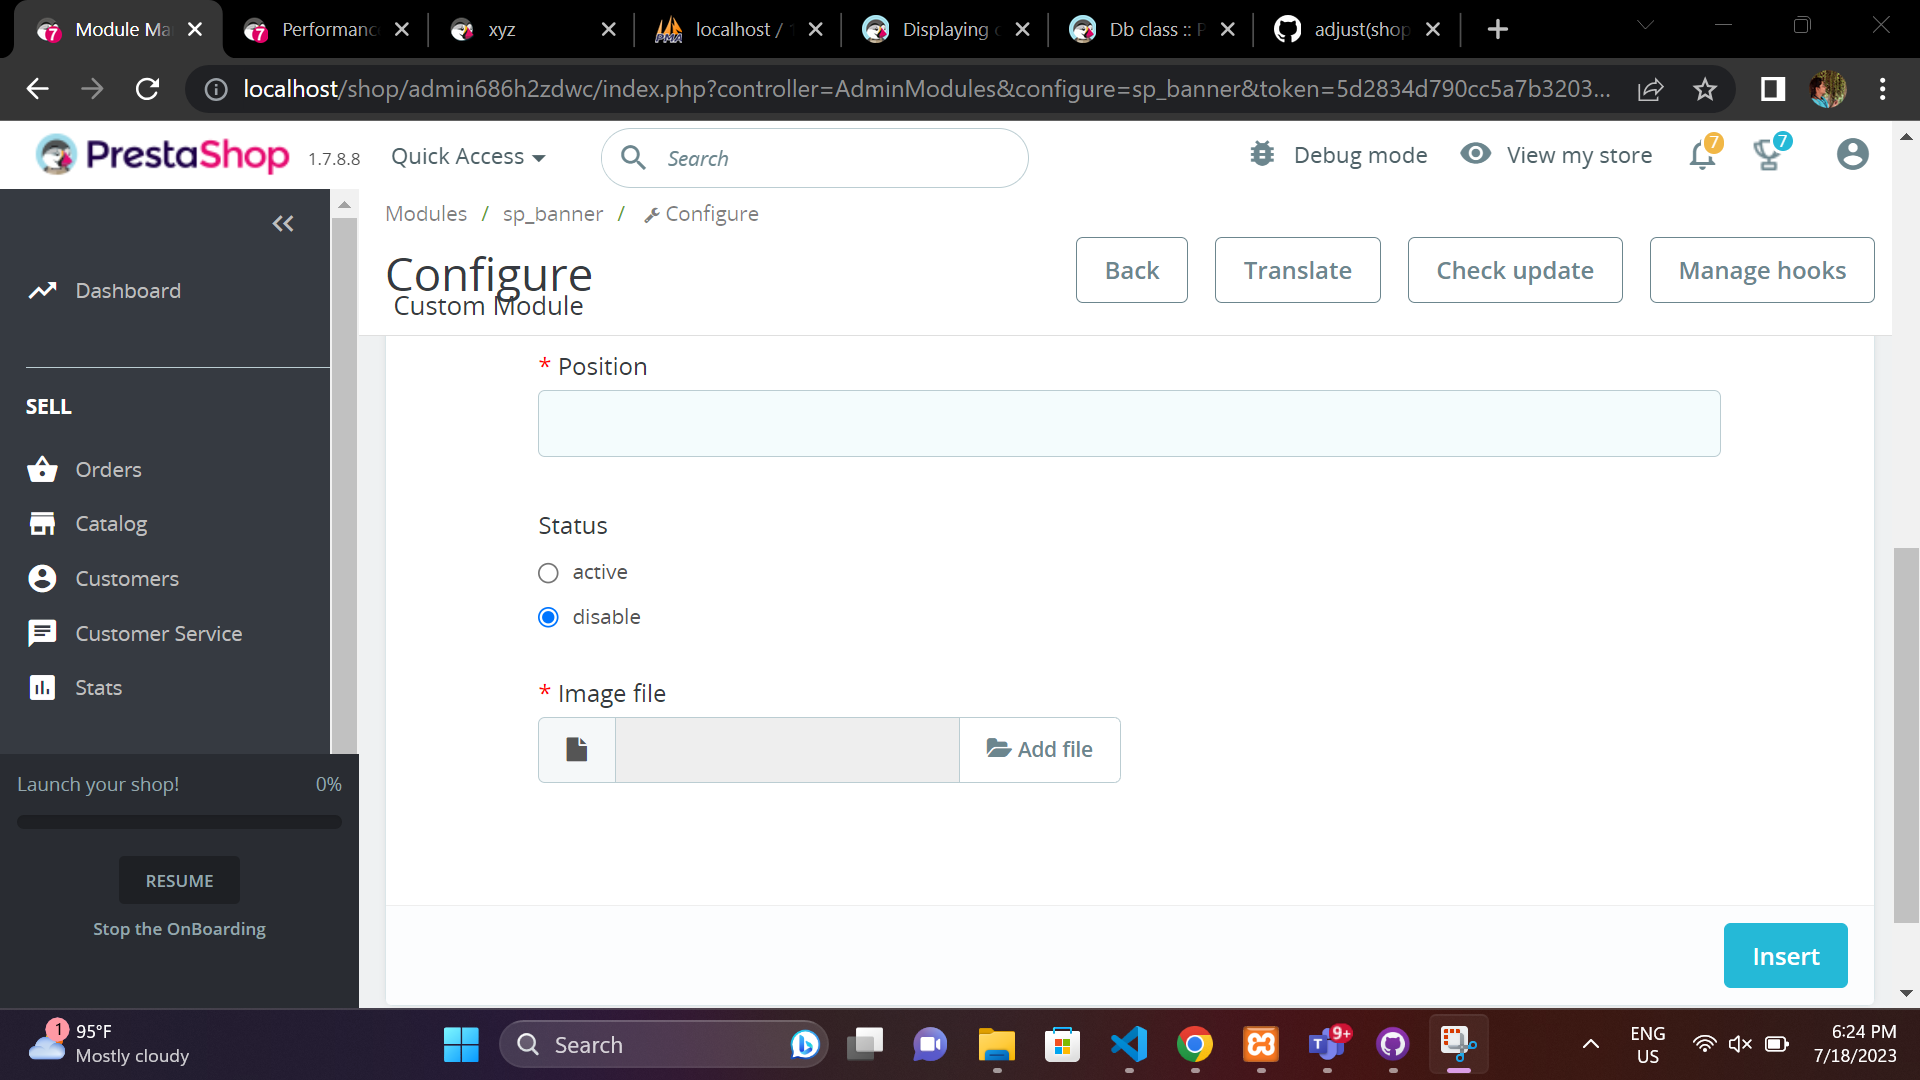 Module Ma
Performanc
xyz
localhost /
Displaying
Db class :: P
adjust(shop
localhost/shop/admin686h2zdwc/index.php?controller=AdminModules&configure=sp_banner&token=5d2834d790cc5a7b3203...
PrestaShop 1.7.8.8
Quick Access
Search
Debug mode
View my store
7
7
Modules / sp_banner / Configure
Configure
Custom Module
Back
Translate
Check update
Manage hooks
Dashboard
SELL
Orders
Catalog
Customers
Customer Service
Stats
Launch your shop! 0%
RESUME
Stop the OnBoarding
* Position
Status
active
disable
* Image file
Add file
Insert
1
95°F
Mostly cloudy
Search
9+
ENG
US
6:24 PM
7/18/2023